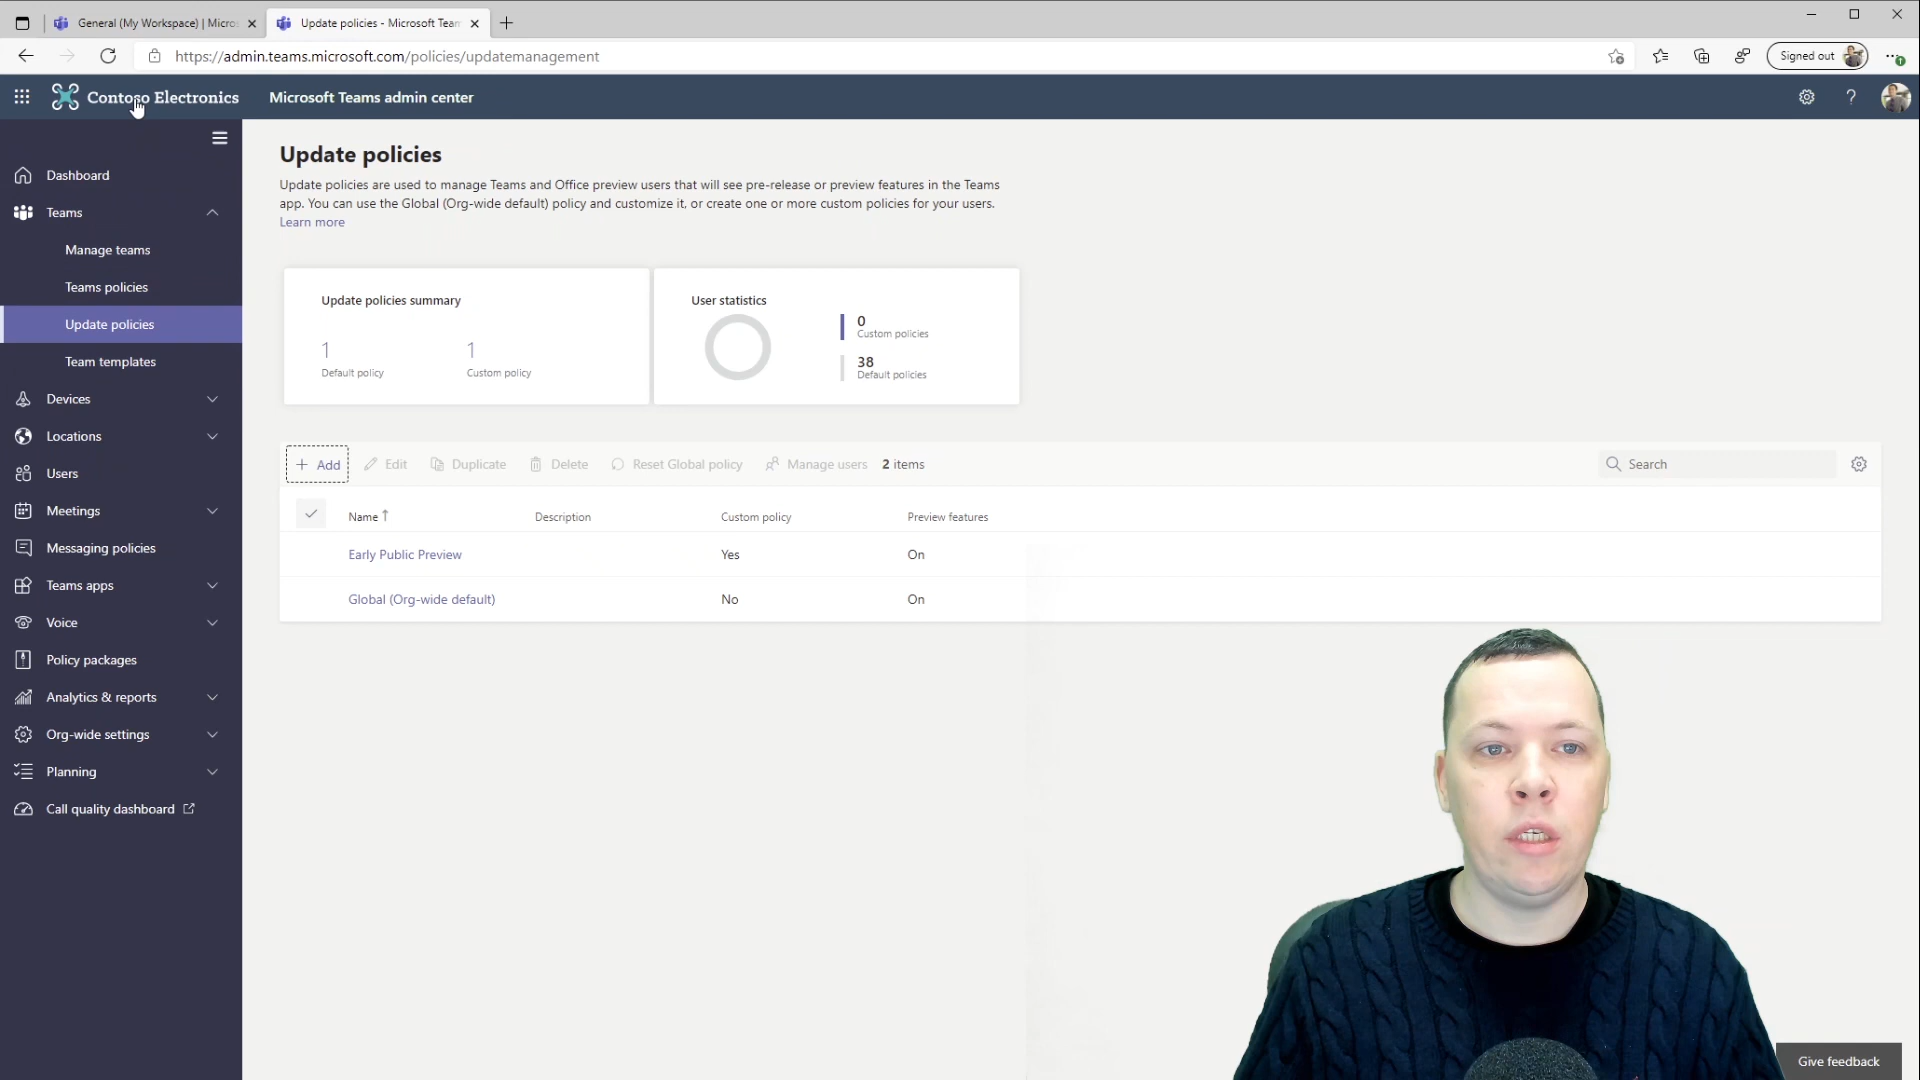 General (My Workspace) | Micros
Update policies - Microsoft Team
https://admin.teams.microsoft.com/policies/updatemanagement
Signed out
Contoso Electronics
Microsoft Teams admin center
Dashboard
Teams
Manage teams
Teams policies
Update policies
Team templates
Devices
Locations
Users
Meetings
Messaging policies
Teams apps
Voice
Policy packages
Analytics & reports
Org-wide settings
Planning
Call quality dashboard
Update policies
Update policies are used to manage Teams and Office preview users that will see pre-release or preview features in the Teams
app. You can use the Global (Org-wide default) policy and customize it, or create one or more custom policies for your users.
Learn more
Update policies summary
1
Default policy
1
Custom policy
User statistics
0
Custom policies
38
Default policies
Add Edit Duplicate Delete Reset Global policy Manage users 2 items
Search
Name Description Custom policy Preview features
Early Public Preview Yes On
Global (Org-wide default) No On
Give feedback